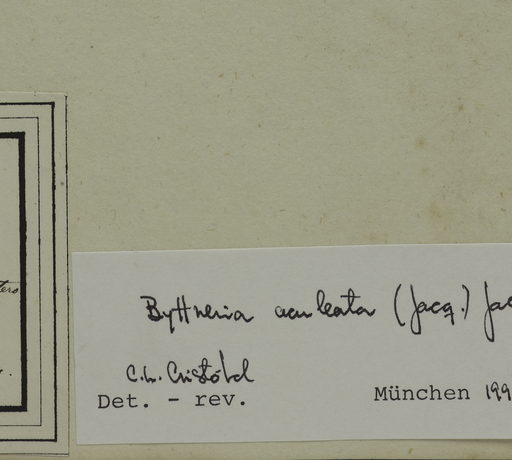 Byttneria aculeata (Jacq.) Jac
C.L. Cristóbal
Det. - rev. München 199